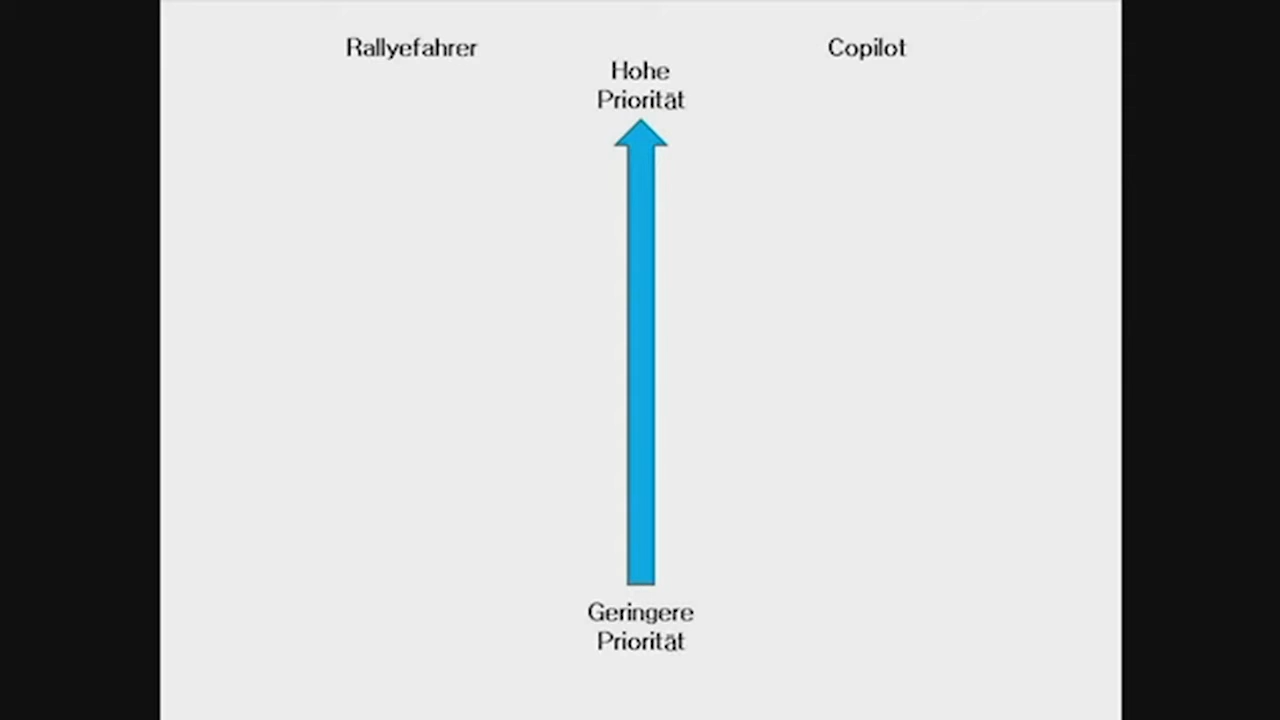 Rallyefahrer
Copilot
Hohe
Priorität
Geringere
Priorität